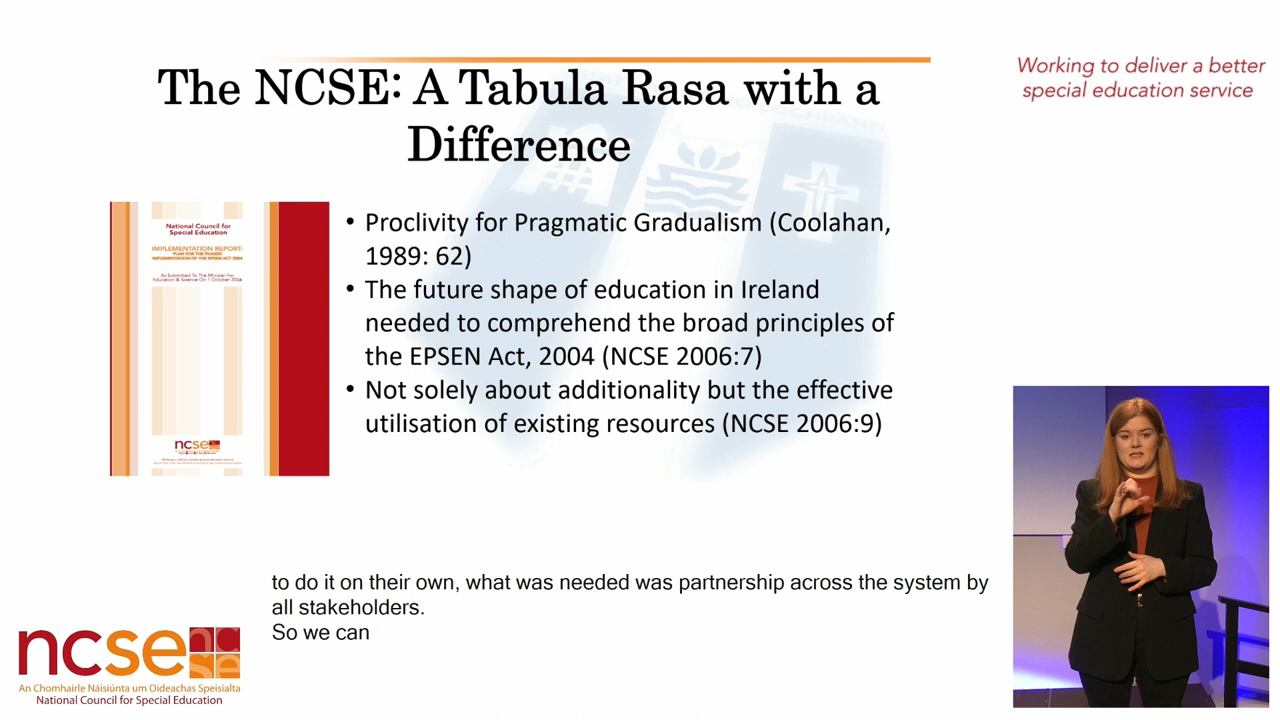 The NCSE: A Tabula Rasa with a
Difference
Working to deliver a better
special education service
National Council for
Special Education
IMPLEMENTATION REPORT:
PLAN FOR THE PHASED
IMPLEMENTATION OF THE EPSEN ACT 2004
As Submitted To The Minister For
Education & Science On 1 October 2006
ncse
• Proclivity for Pragmatic Gradualism (Coolahan,
1989: 62)
• The future shape of education in Ireland
needed to comprehend the broad principles of
the EPSEN Act, 2004 (NCSE 2006:7)
• Not solely about additionality but the effective
utilisation of existing resources (NCSE 2006:9)
to do it on their own, what was needed was partnership across the system by
all stakeholders.
So we can
ncse
An Chomhairle Náisiúnta um Oideachas Speisialta
National Council for Special Education